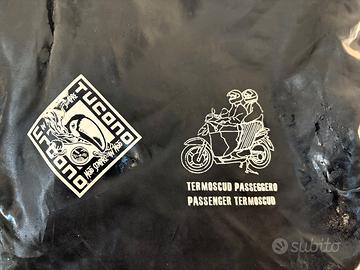 TUCANO
URBANO
TERMOSCUD PASSEGGERO
PASSENGER TERMOSCUD
subito